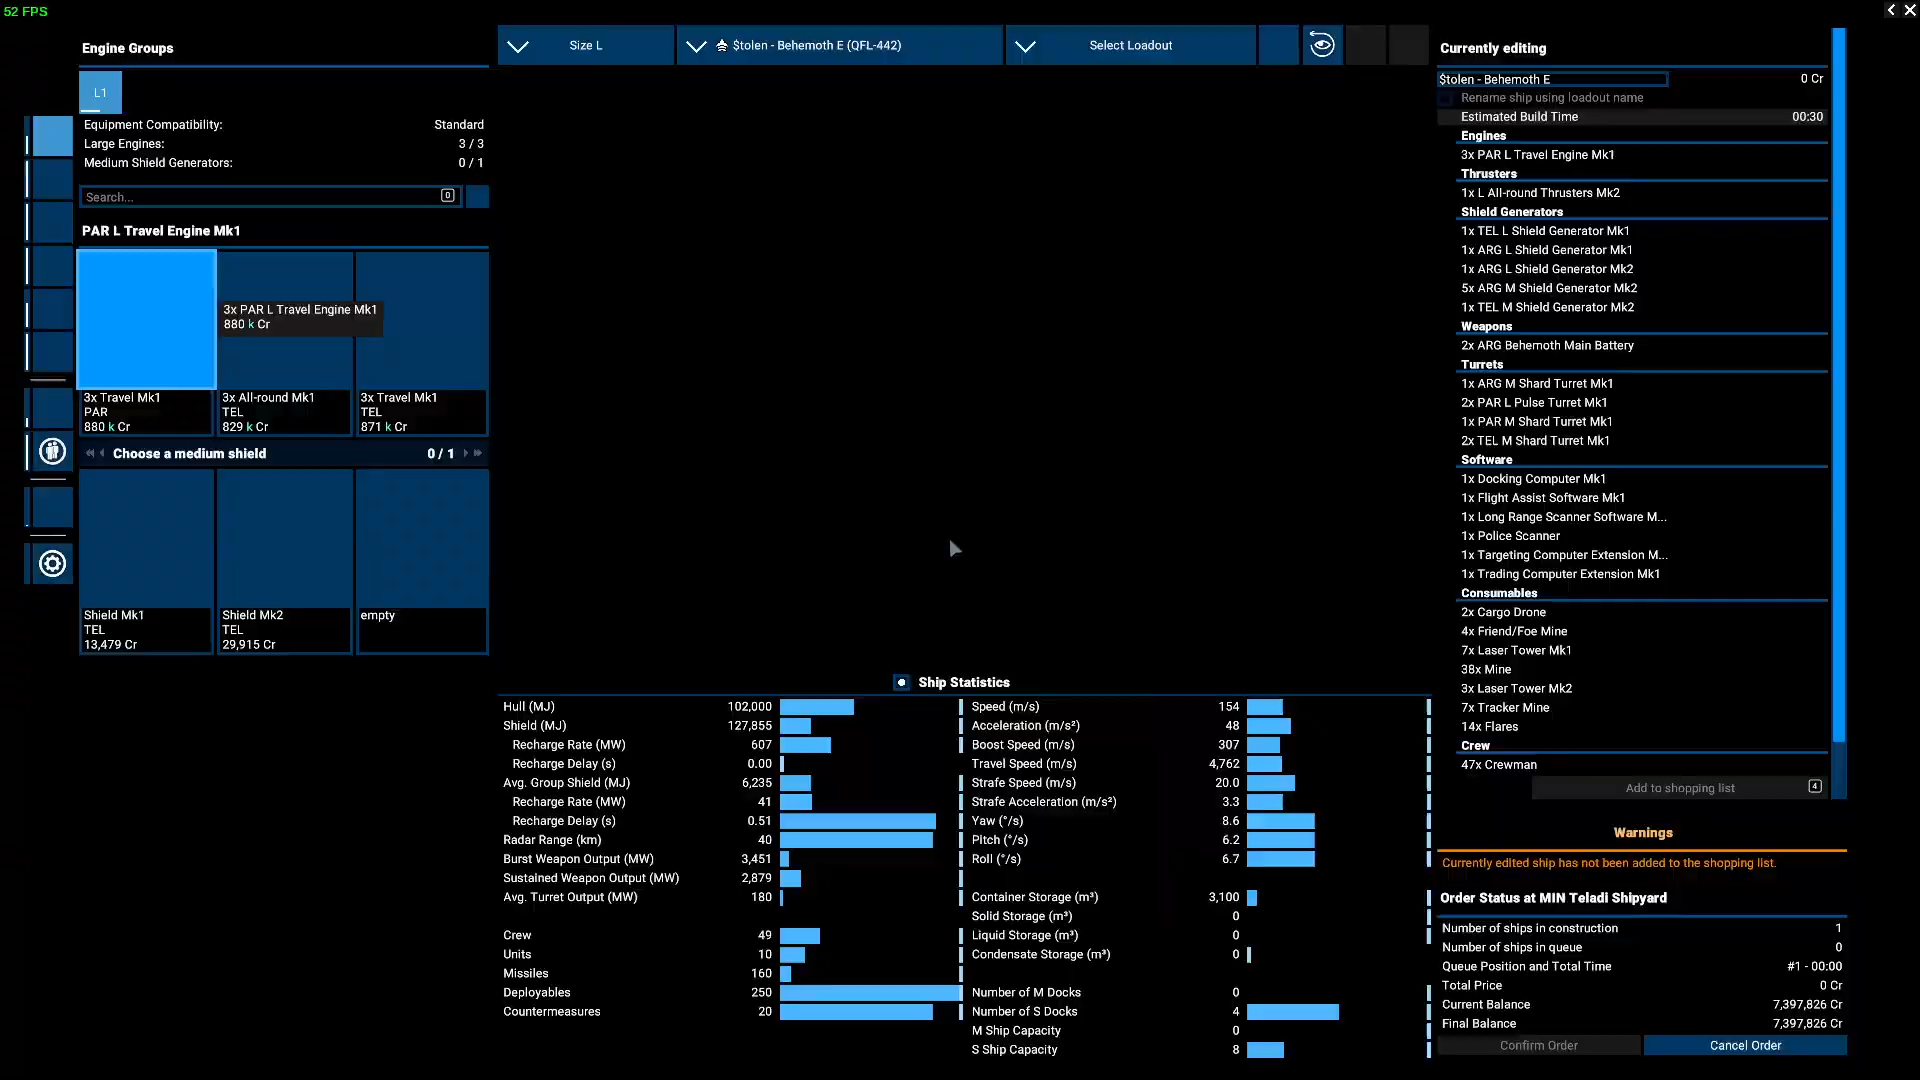 52 FPS
Engine Groups
L1
Equipment Compatibility: Standard
Large Engines: 3 / 3
Medium Shield Generators: 0 / 1
Search... 0
PAR L Travel Engine Mk1
3x PAR L Travel Engine Mk1
880 k Cr
3x Travel Mk1
PAR
880 k Cr
3x All-round Mk1
TEL
829 k Cr
3x Travel Mk1
TEL
871 k Cr
Choose a medium shield 0 / 1
Shield Mk1
TEL
13,479 Cr
Shield Mk2
TEL
29,915 Cr
empty
Size L
$tolen - Behemoth E (QFL-442)
Select Loadout
Ship Statistics
Hull (MJ) 102,000
Shield (MJ) 127,855
Recharge Rate (MW) 607
Recharge Delay (s) 0.00
Avg. Group Shield (MJ) 6,235
Recharge Rate (MW) 41
Recharge Delay (s) 0.51
Radar Range (km) 40
Burst Weapon Output (MW) 3,451
Sustained Weapon Output (MW) 2,879
Avg. Turret Output (MW) 180
Crew 49
Units 10
Missiles 160
Deployables 250
Countermeasures 20
Speed (m/s) 154
Acceleration (m/s²) 48
Boost Speed (m/s) 307
Travel Speed (m/s) 4,762
Strafe Speed (m/s) 20.0
Strafe Acceleration (m/s²) 3.3
Yaw (°/s) 8.6
Pitch (°/s) 6.2
Roll (°/s) 6.7
Container Storage (m³) 3,100
Solid Storage (m³) 0
Liquid Storage (m³) 0
Condensate Storage (m³) 0
Number of M Docks 0
Number of S Docks 4
M Ship Capacity 0
S Ship Capacity 8
Currently editing
$tolen - Behemoth E 0 Cr
Rename ship using loadout name
Estimated Build Time 00:30
Engines
3x PAR L Travel Engine Mk1
Thrusters
1x L All-round Thrusters Mk2
Shield Generators
1x TEL L Shield Generator Mk1
1x ARG L Shield Generator Mk1
1x ARG L Shield Generator Mk2
5x ARG M Shield Generator Mk2
1x TEL M Shield Generator Mk2
Weapons
2x ARG Behemoth Main Battery
Turrets
1x ARG M Shard Turret Mk1
2x PAR L Pulse Turret Mk1
1x PAR M Shard Turret Mk1
2x TEL M Shard Turret Mk1
Software
1x Docking Computer Mk1
1x Flight Assist Software Mk1
1x Long Range Scanner Software M...
1x Police Scanner
1x Targeting Computer Extension M...
1x Trading Computer Extension Mk1
Consumables
2x Cargo Drone
4x Friend/Foe Mine
7x Laser Tower Mk1
38x Mine
3x Laser Tower Mk2
7x Tracker Mine
14x Flares
Crew
47x Crewman
Add to shopping list 4
Warnings
Currently edited ship has not been added to the shopping list.
Order Status at MIN Teladi Shipyard
Number of ships in construction 1
Number of ships in queue 0
Queue Position and Total Time #1 - 00:00
Total Price 0 Cr
Current Balance 7,397,826 Cr
Final Balance 7,397,826 Cr
Confirm Order
Cancel Order